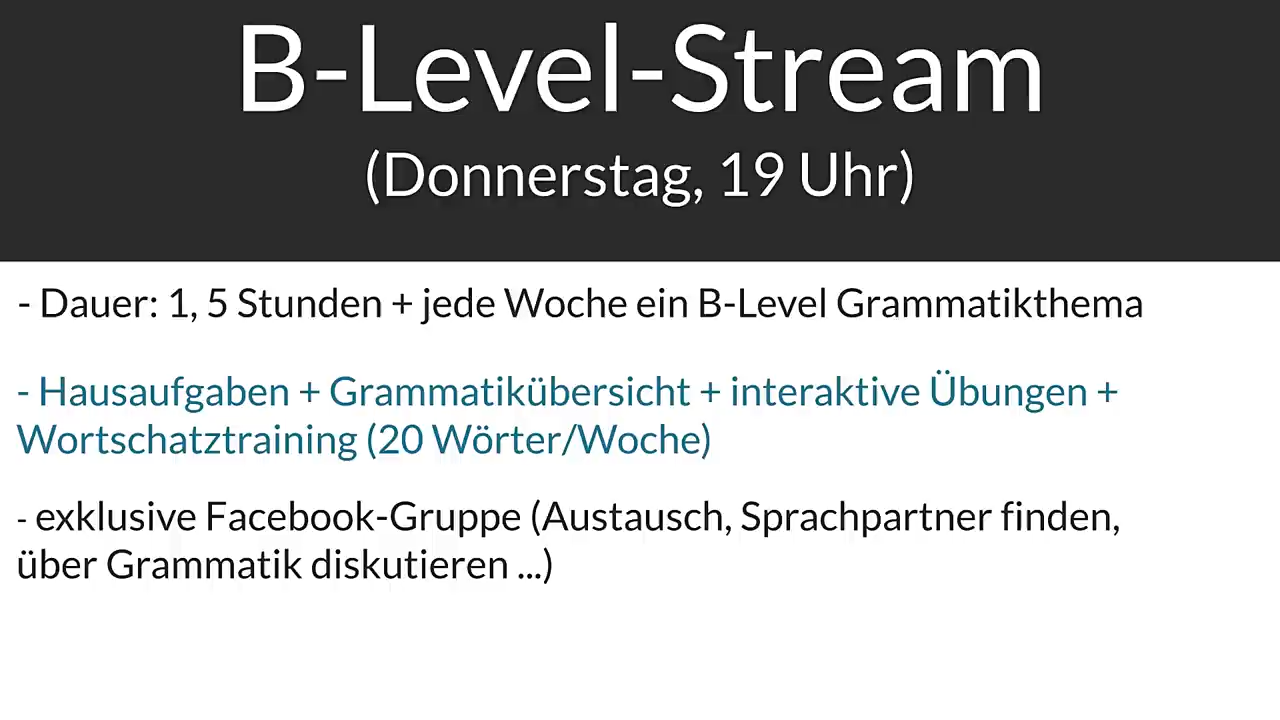 B-Level-Stream
(Donnerstag, 19 Uhr)
- Dauer: 1, 5 Stunden + jede Woche ein B-Level Grammatikthema
- Hausaufgaben + Grammatikübersicht + interaktive Übungen +
Wortschatztraining (20 Wörter/Woche)
- exklusive Facebook-Gruppe (Austausch, Sprachpartner finden,
über Grammatik diskutieren ...)